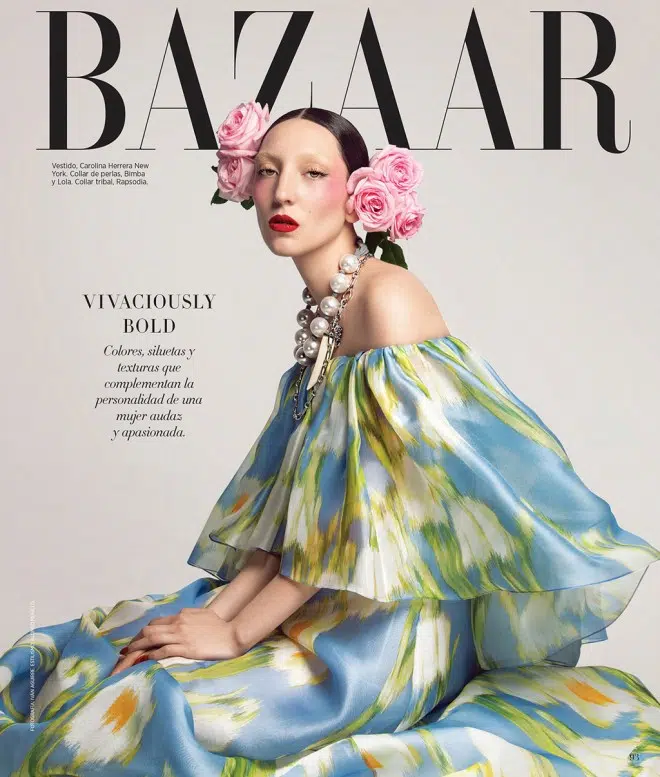 BAZAAR
Vestido, Carolina Herrera New
York. Collar de perlas, Bimba
y Lola. Collar tribal, Rapsodia.
VIVACIOUSLY
BOLD
Colores, siluetas y
texturas que
complementan la
personalidad de una
mujer audaz
y apasionada.
93